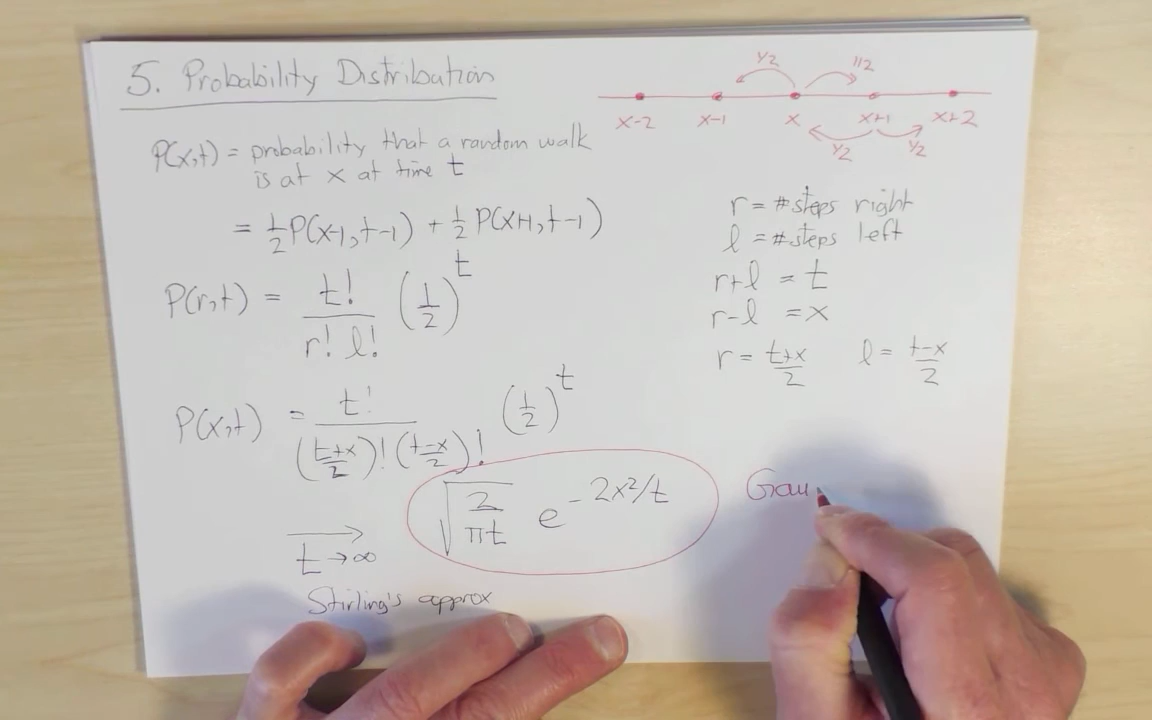 5. Probability Distribution
1/2 1/2
x-2 x-1 x x+1 x+2
1/2 1/2
P(x,t) = probability that a random walk
is at x at time t
= 1/2 P(x-1,t-1) + 1/2 P(x+1,t-1)
r = #steps right
l = #steps left
r+l = t
r-l = x
r = t+x/2 l = t-x/2
P(r,t) = t!/r! l! (1/2)^t
P(x,t) = t!/(t+x/2)! (t-x/2)! (1/2)^t
→ t→∞ √2/πt e^-2x²/t
Stirling's approx
Gau